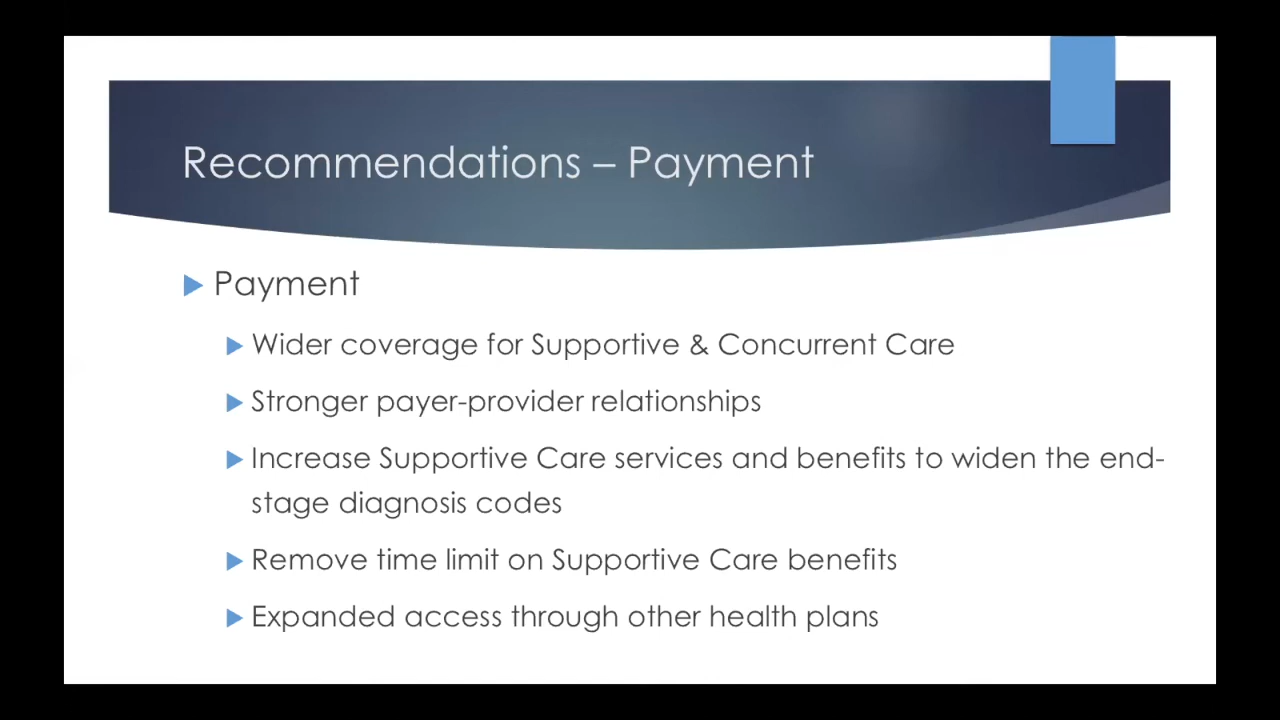 Recommendations – Payment
Payment
Wider coverage for Supportive & Concurrent Care
Stronger payer-provider relationships
Increase Supportive Care services and benefits to widen the end-
stage diagnosis codes
Remove time limit on Supportive Care benefits
Expanded access through other health plans